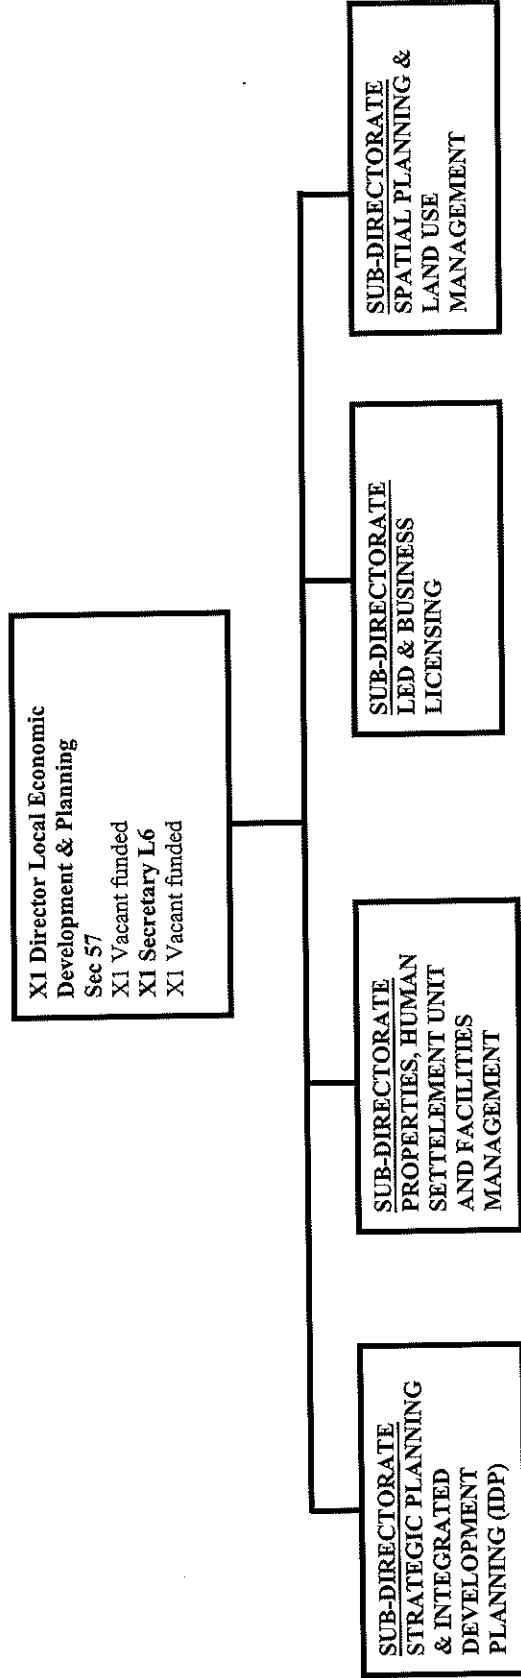 X1 Director Local Economic
Development & Planning
Sec 57
X1 Vacant funded
X1 Secretary L6
X1 Vacant funded
SUB-DIRECTORATE
STRATEGIC PLANNING
& INTEGRATED
DEVELOPMENT
PLANNING (IDP)
SUB-DIRECTORATE
PROPERTIES, HUMAN
SETTELEMENT UNIT
AND FACILITIES
MANAGEMENT
SUB-DIRECTORATE
LED & BUSINESS
LICENSING
SUB-DIRECTORATE
SPATIAL PLANNING &
LAND USE
MANAGEMENT